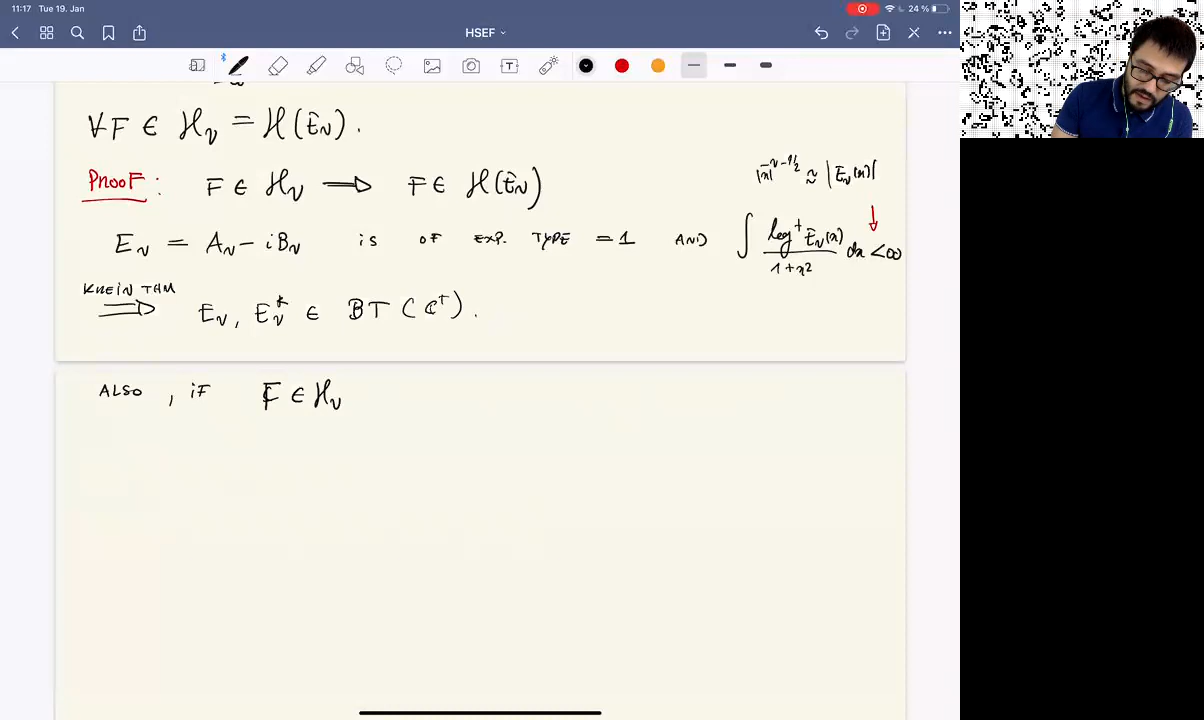 11:17 Tue 19. Jan
24 %
HSEF
∀F ∈ H_ν = H(E_ν).
PROOF: F ∈ H_ν ⟹ F ∈ H(E_ν)
|x|^{-ν-1/2} ≈ |E_ν(x)|
E_ν = A_ν - iB_ν is OF EXP. TYPE = 1 AND ∫ log⁺ E_ν(x) / 1+x² dx < ∞
KREIN THM
⟹ E_ν, E_ν^* ∈ BT(ℂ⁺).
ALSO, iF F ∈ H_ν